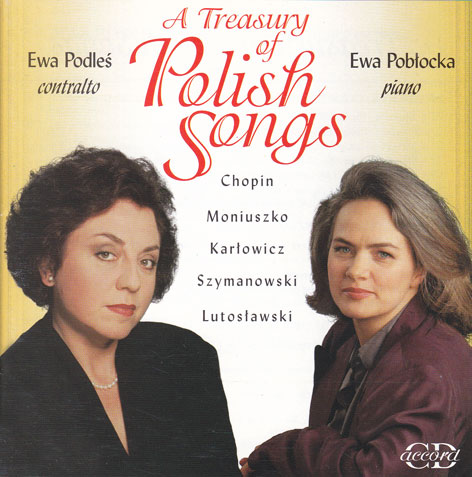 A Treasury
of
Polish
Songs
Ewa Podleś
contralto
Ewa Pobłocka
piano
Chopin
Moniuszko
Karłowicz
Szymanowski
Lutosławski
CD
accord